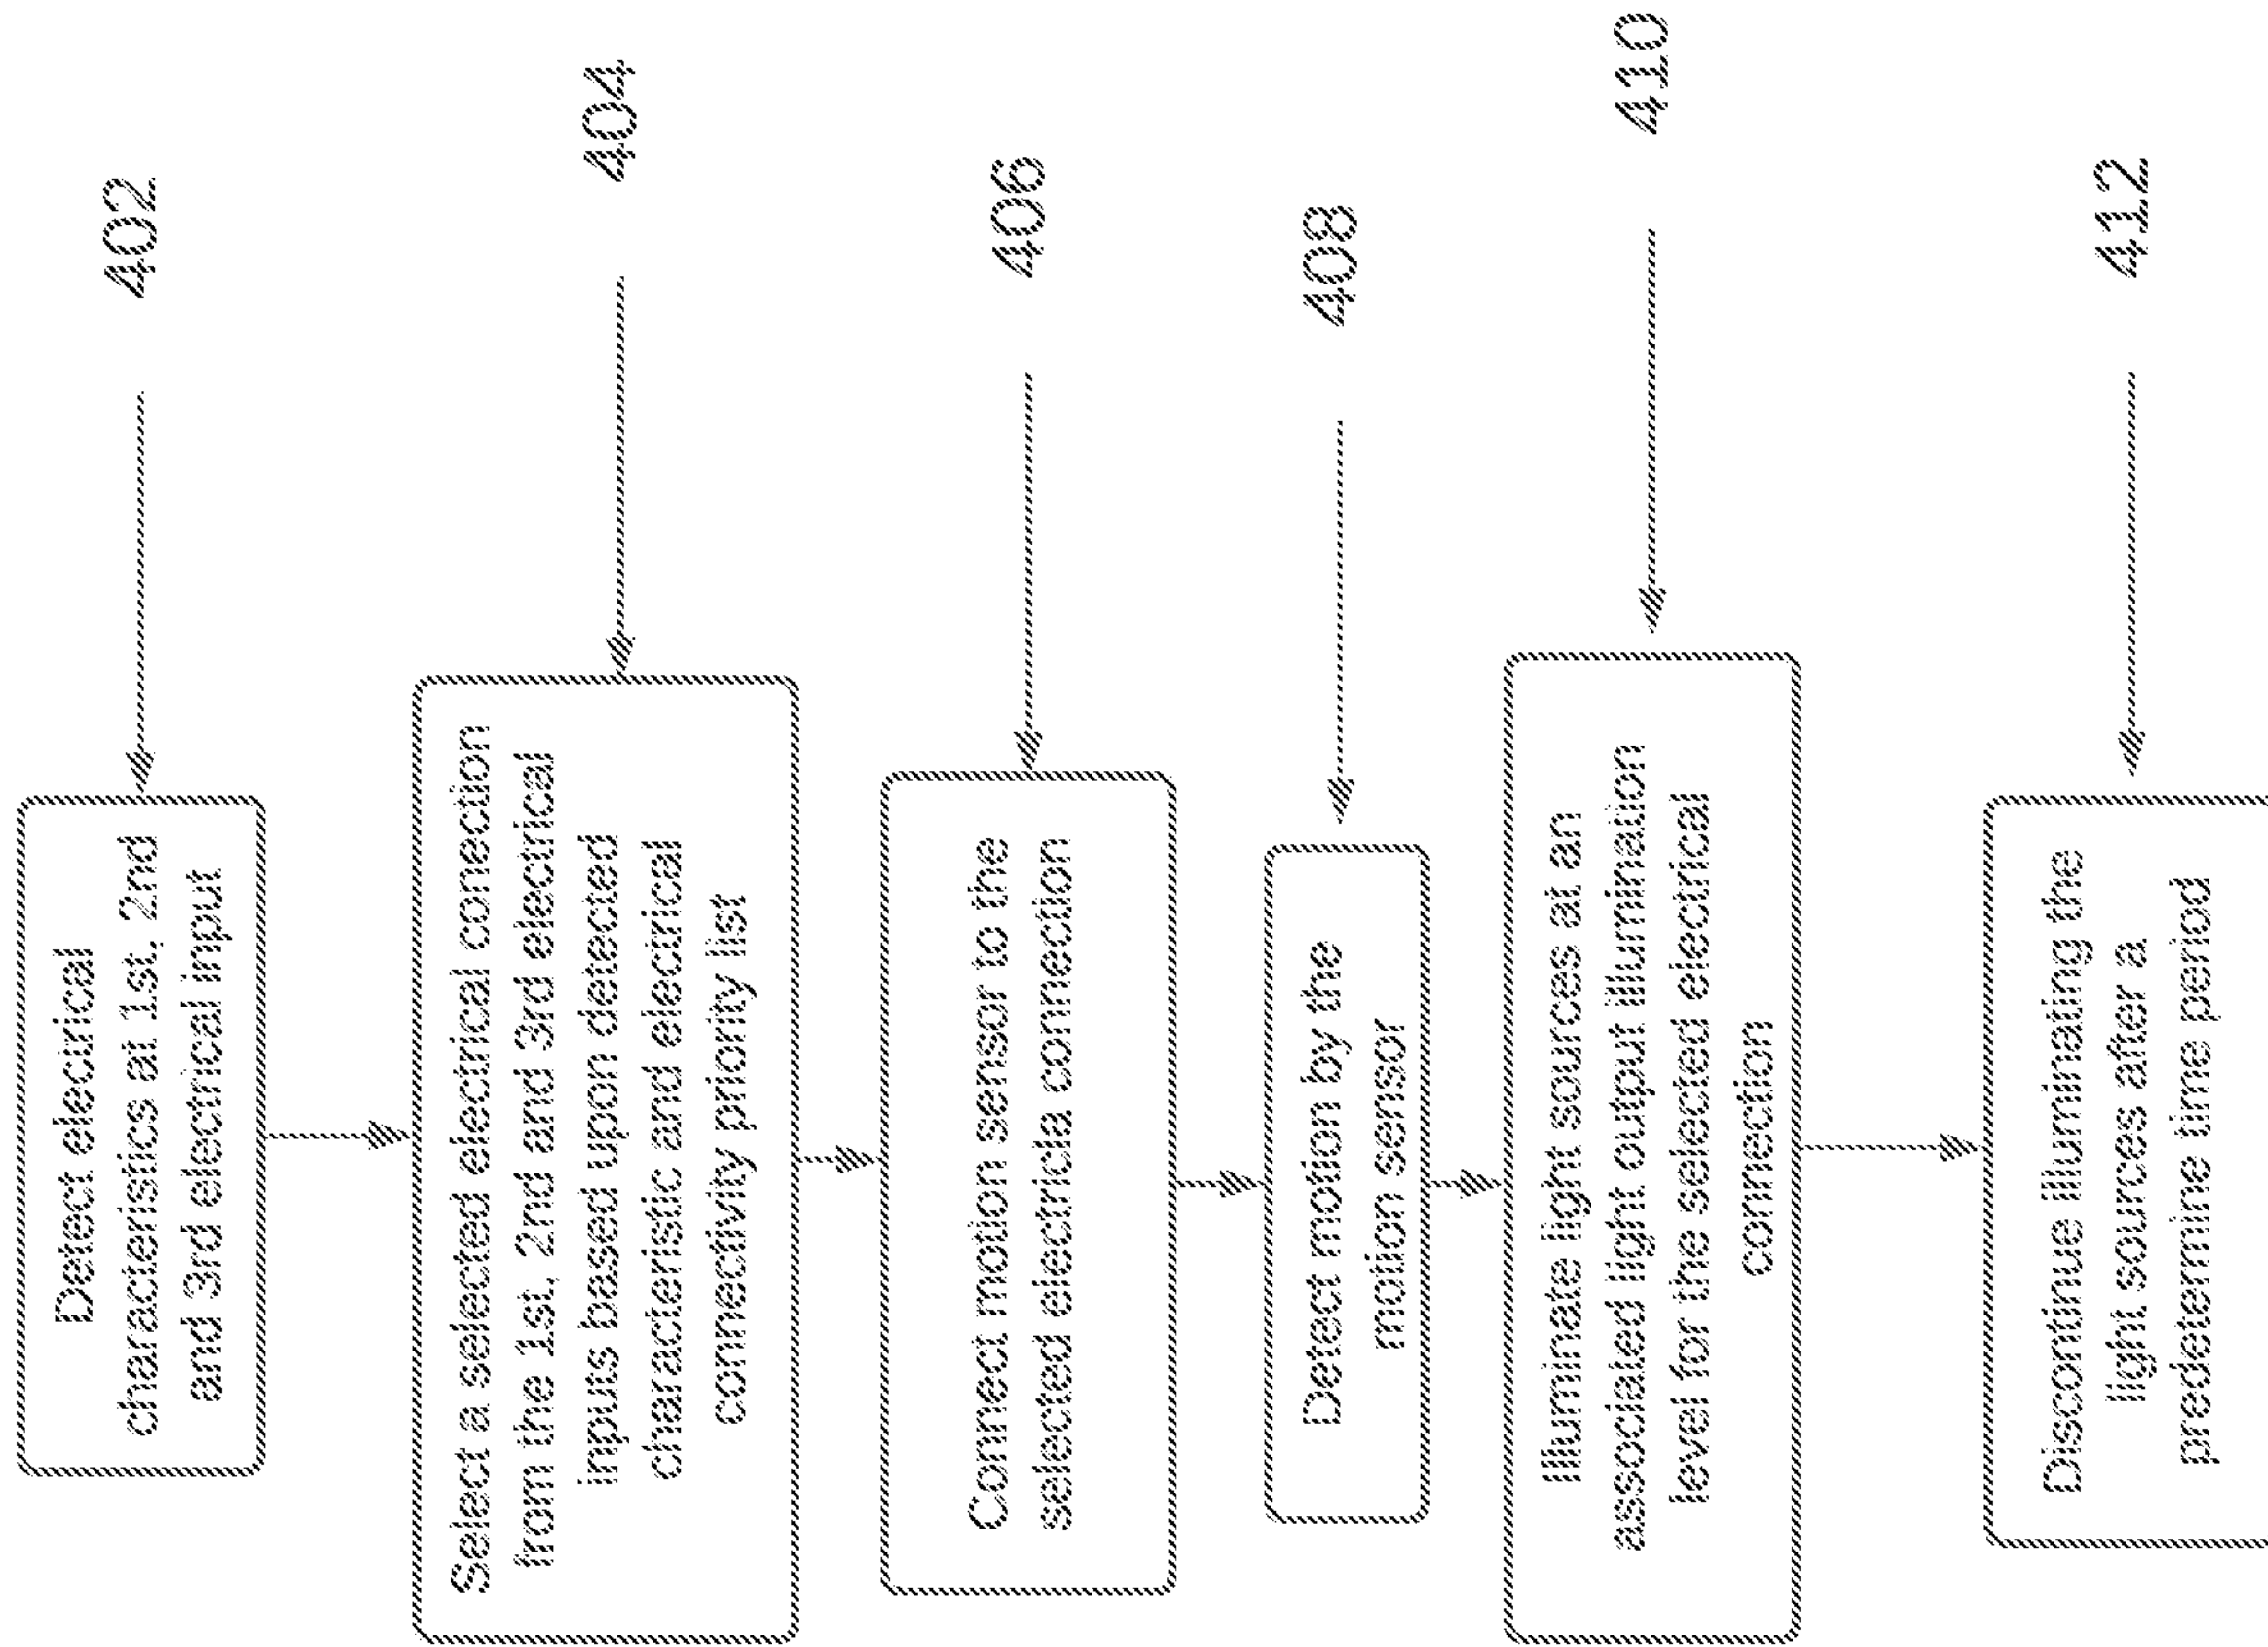 Detect electrical
characteristics at 1st, 2nd
and 3rd electrical input
402
Select a selected electrical conection
from the 1st, 2nd and 3rd electrical
inputs based upon detected
characteristic and electrical
connectivity priority list
404
Connect motion sensor to the
selected electricla connection
406
Detect motion by the
motion sensor
408
Illuminate light sources at an
associated light output illumination
level for the selected electrical
connection
410
Discontinue illuminating the
light sources after a
predetermine time period
412